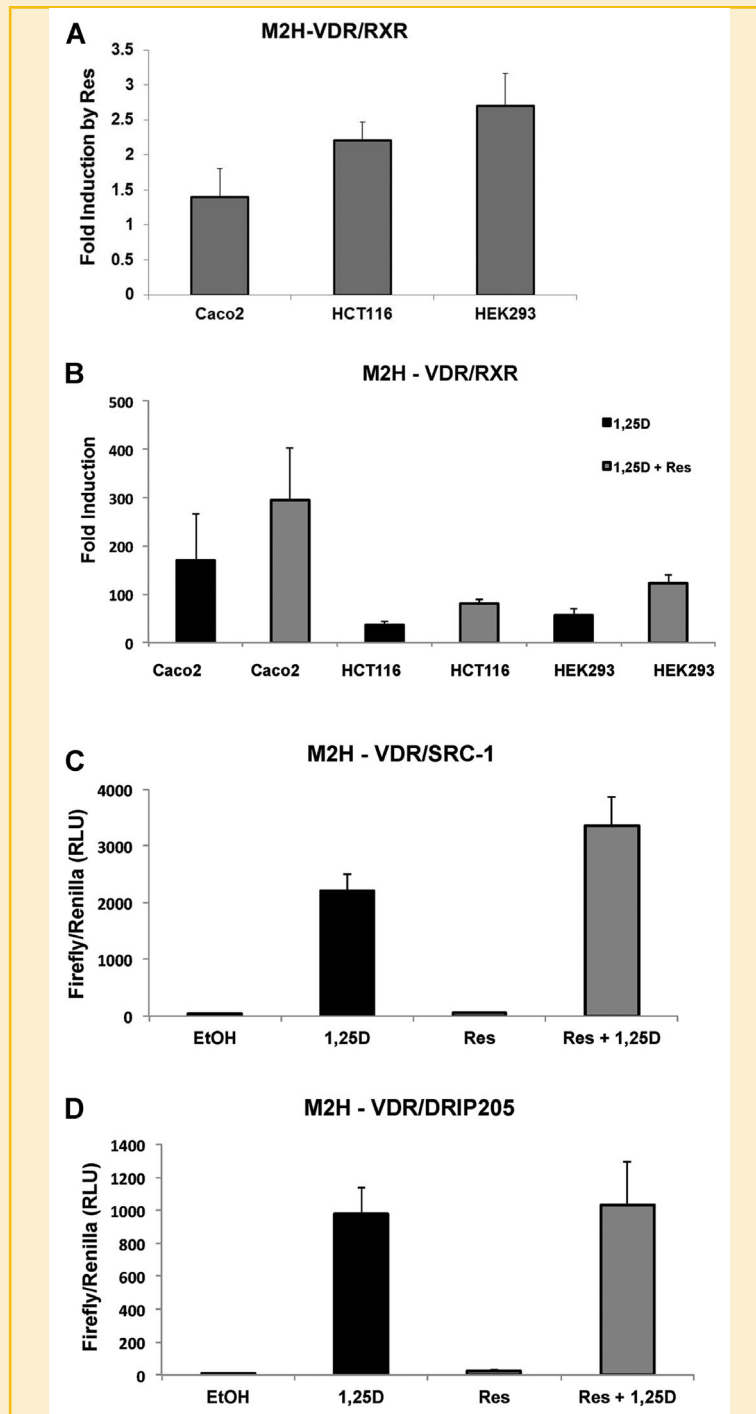 A
M2H-VDR/RXR
Fold Induction by Res
3.5
3
2.5
2
1.5
1
0.5
0
Caco2 HCT116 HEK293
B
M2H - VDR/RXR
Fold Induction
500
400
300
200
100
0
1,25D
1,25D + Res
Caco2 Caco2 HCT116 HCT116 HEK293 HEK293
C
M2H - VDR/SRC-1
Firefly/Renilla (RLU)
4000
3000
2000
1000
0
EtOH 1,25D Res Res + 1,25D
D
M2H - VDR/DRIP205
Firefly/Renilla (RLU)
1400
1200
1000
800
600
400
200
0
EtOH 1,25D Res Res + 1,25D